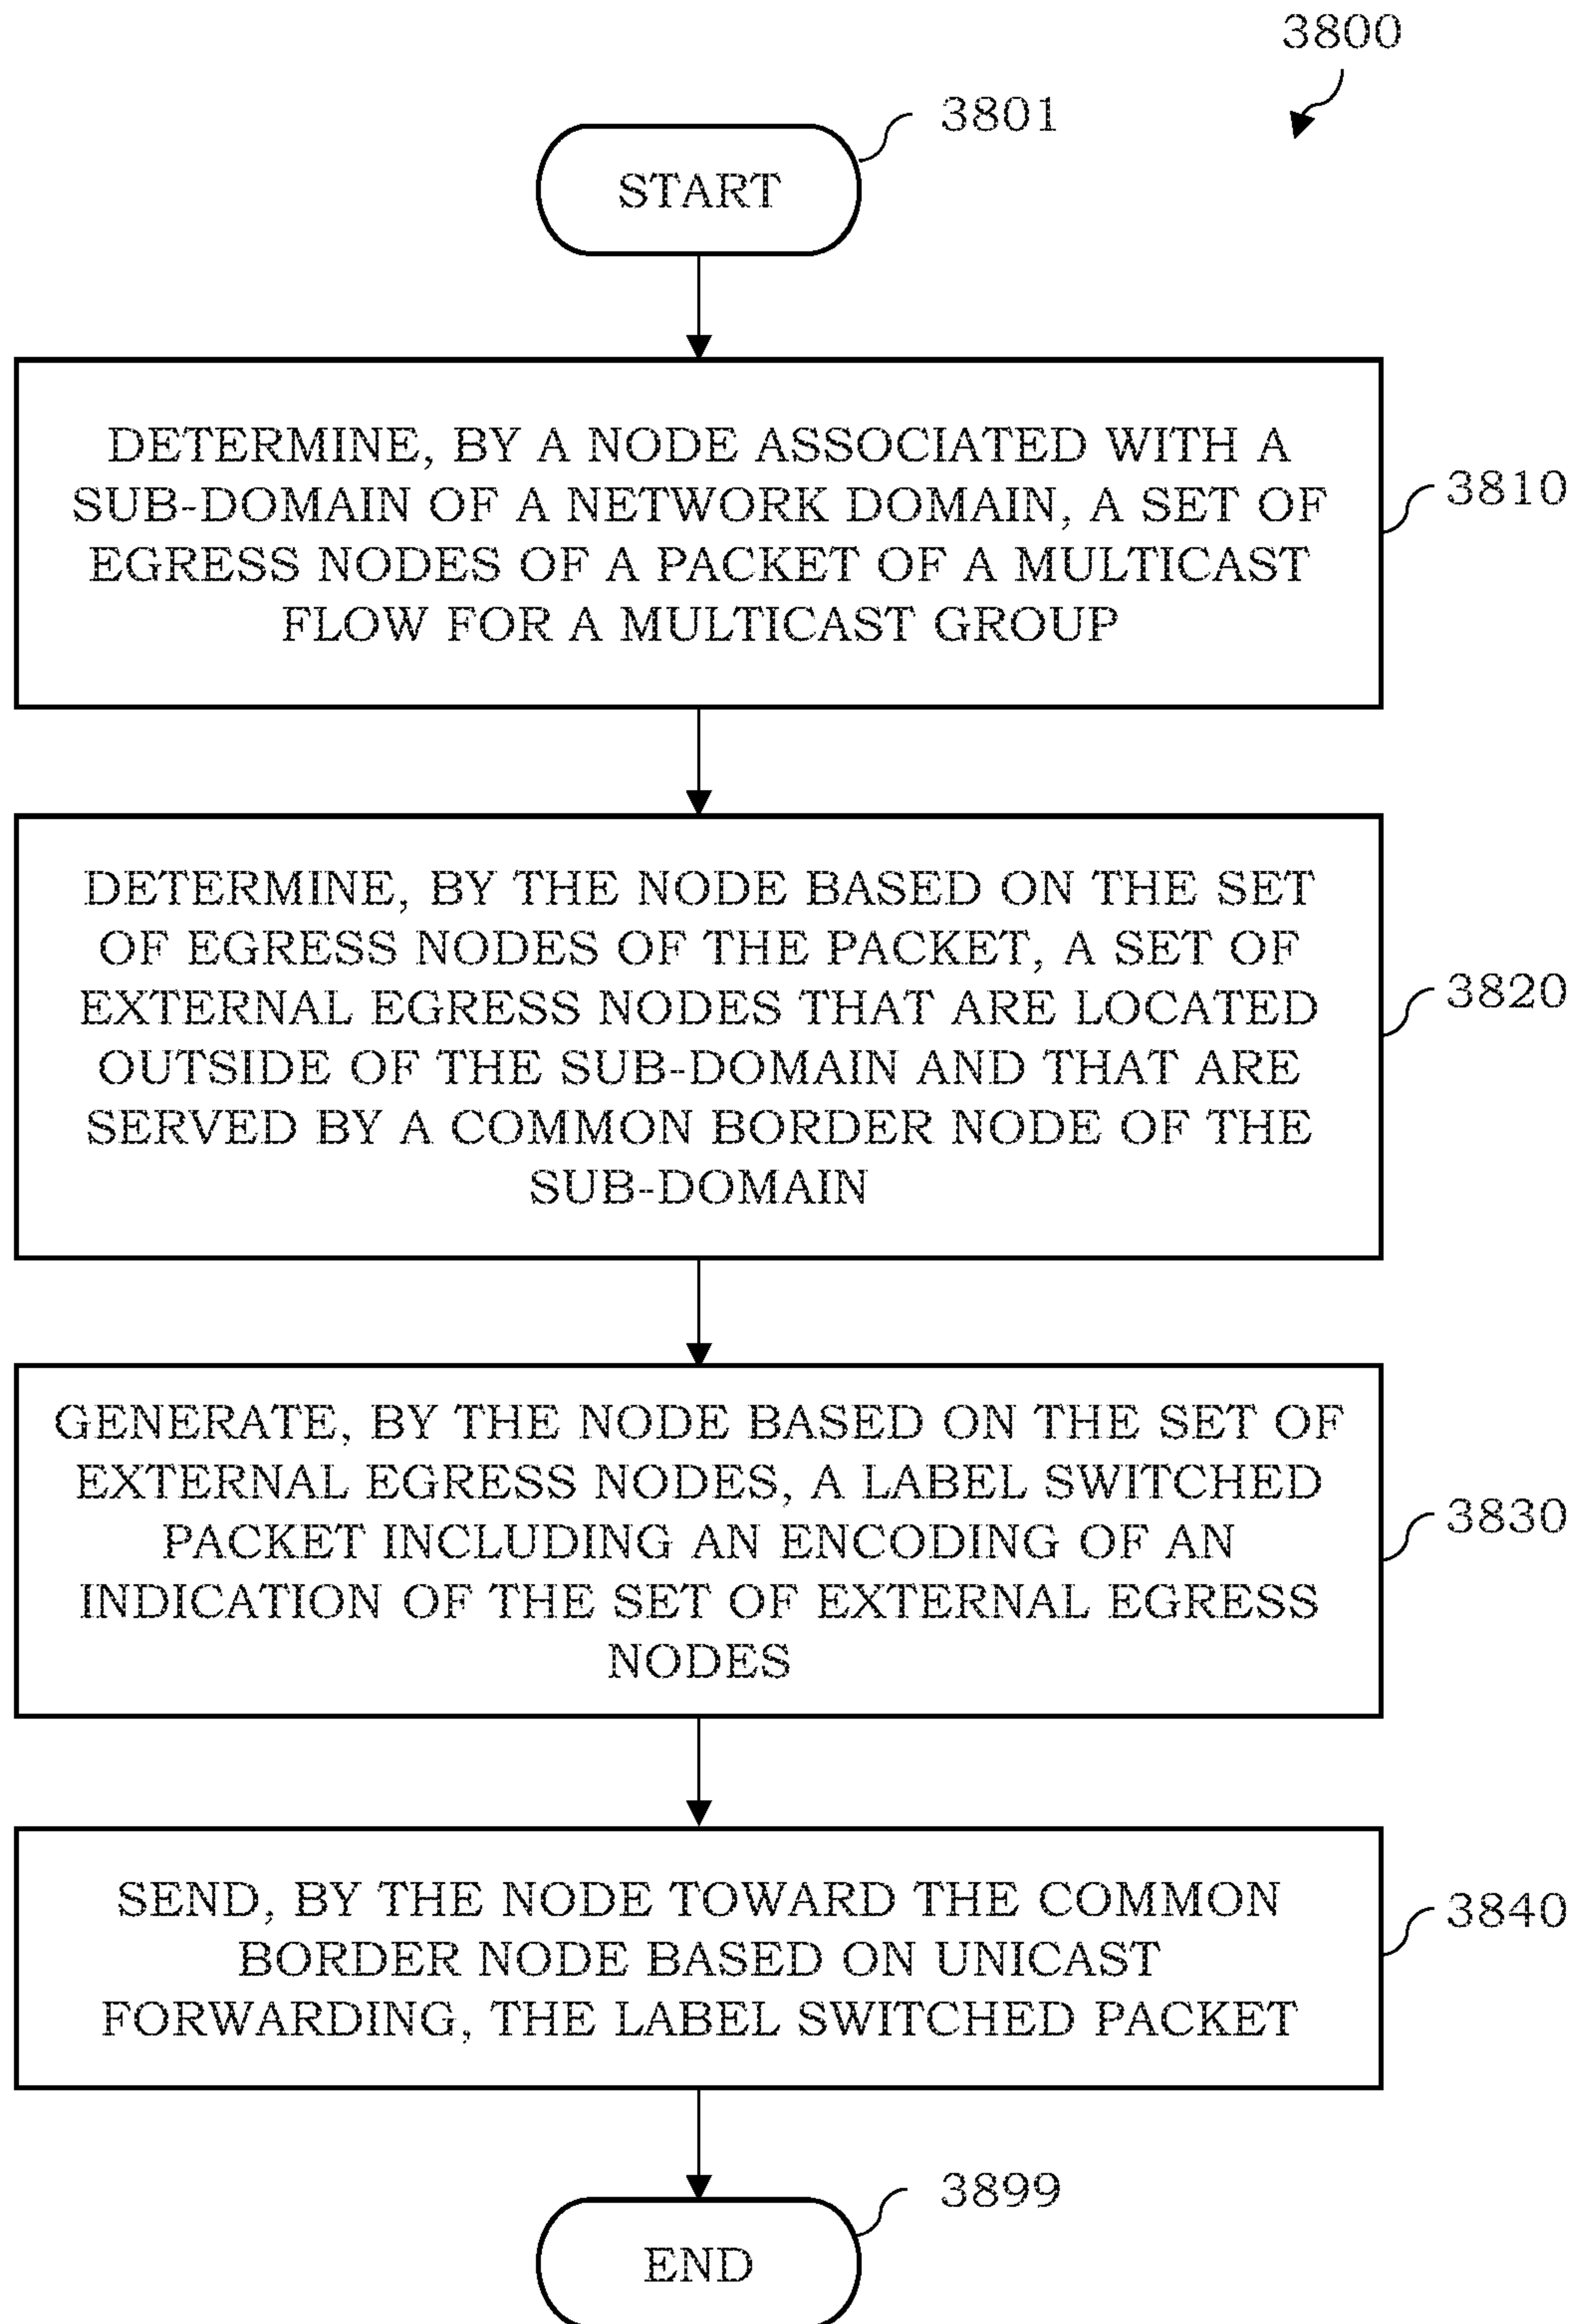 3800
3801
START
DETERMINE, BY A NODE ASSOCIATED WITH A
SUB-DOMAIN OF A NETWORK DOMAIN, A SET OF
EGRESS NODES OF A PACKET OF A MULTICAST
FLOW FOR A MULTICAST GROUP
3810
DETERMINE, BY THE NODE BASED ON THE SET
OF EGRESS NODES OF THE PACKET, A SET OF
EXTERNAL EGRESS NODES THAT ARE LOCATED
OUTSIDE OF THE SUB-DOMAIN AND THAT ARE
SERVED BY A COMMON BORDER NODE OF THE
SUB-DOMAIN
3820
GENERATE, BY THE NODE BASED ON THE SET OF
EXTERNAL EGRESS NODES, A LABEL SWITCHED
PACKET INCLUDING AN ENCODING OF AN
INDICATION OF THE SET OF EXTERNAL EGRESS
NODES
3830
SEND, BY THE NODE TOWARD THE COMMON
BORDER NODE BASED ON UNICAST
FORWARDING, THE LABEL SWITCHED PACKET
3840
3899
END